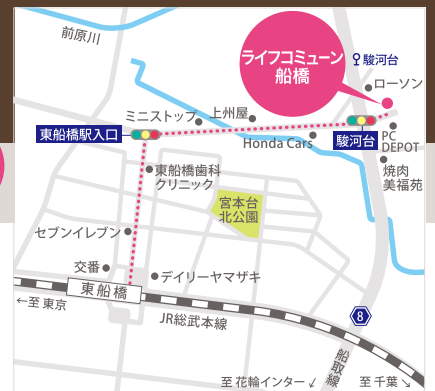 前原川
ライフコミューン
船橋
駿河台
ローソン
ミニストップ
上州屋
東船橋駅入口
Honda Cars
駿河台
PC
DEPOT
東船橋歯科
クリニック
焼肉
美福苑
宮本台
北公園
セブンイレブン
交番
デイリーヤマザキ
東船橋
←至 東京
JR総武本線
8
船取線
至 花輪インター↙
至 千葉↘